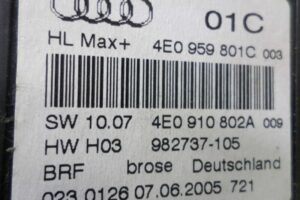 01C
HL Max+ 4E0 959 801C 003
SW 10.07 4E0 910 802A 009
HW H03 982737-105
BRF brose Deutschland
023 0126 07.06.2005 721